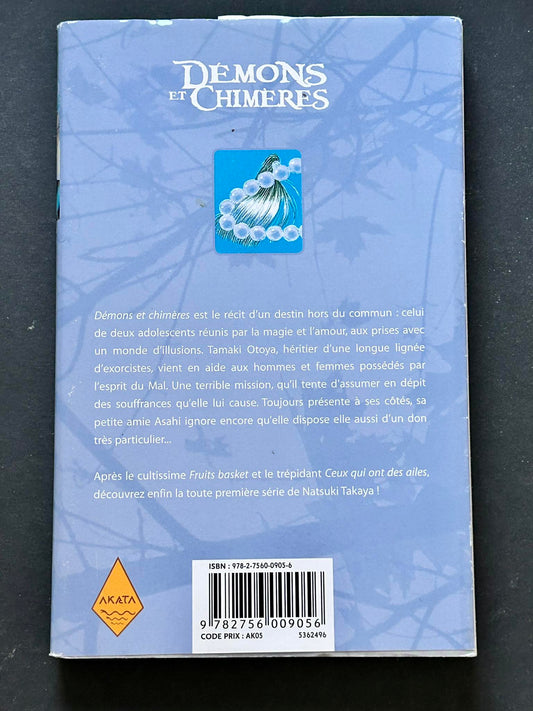 DÉMONS
ET CHIMÈRES
Démons et chimères est le récit d'un destin hors du commun : celui
de deux adolescents réunis par la magie et l'amour, aux prises avec
un monde d'illusions. Tamaki Otoya, héritier d'une longue lignée
d'exorcistes, vient en aide aux hommes et femmes possédés par
l'esprit du Mal. Une terrible mission, qu'il tente d'assumer en dépit
des souffrances qu'elle lui cause. Toujours présente à ses côtés, sa
petite amie Asahi ignore encore qu'elle dispose elle aussi d'un don
très particulier...
Après le cultissime Fruits basket et le trépidant Ceux qui ont des ailes,
découvrez enfin la toute première série de Natsuki Takaya !
AKATA
ISBN : 978-2-7560-0905-6
9 782756 009056
CODE PRIX : AK05 5362496